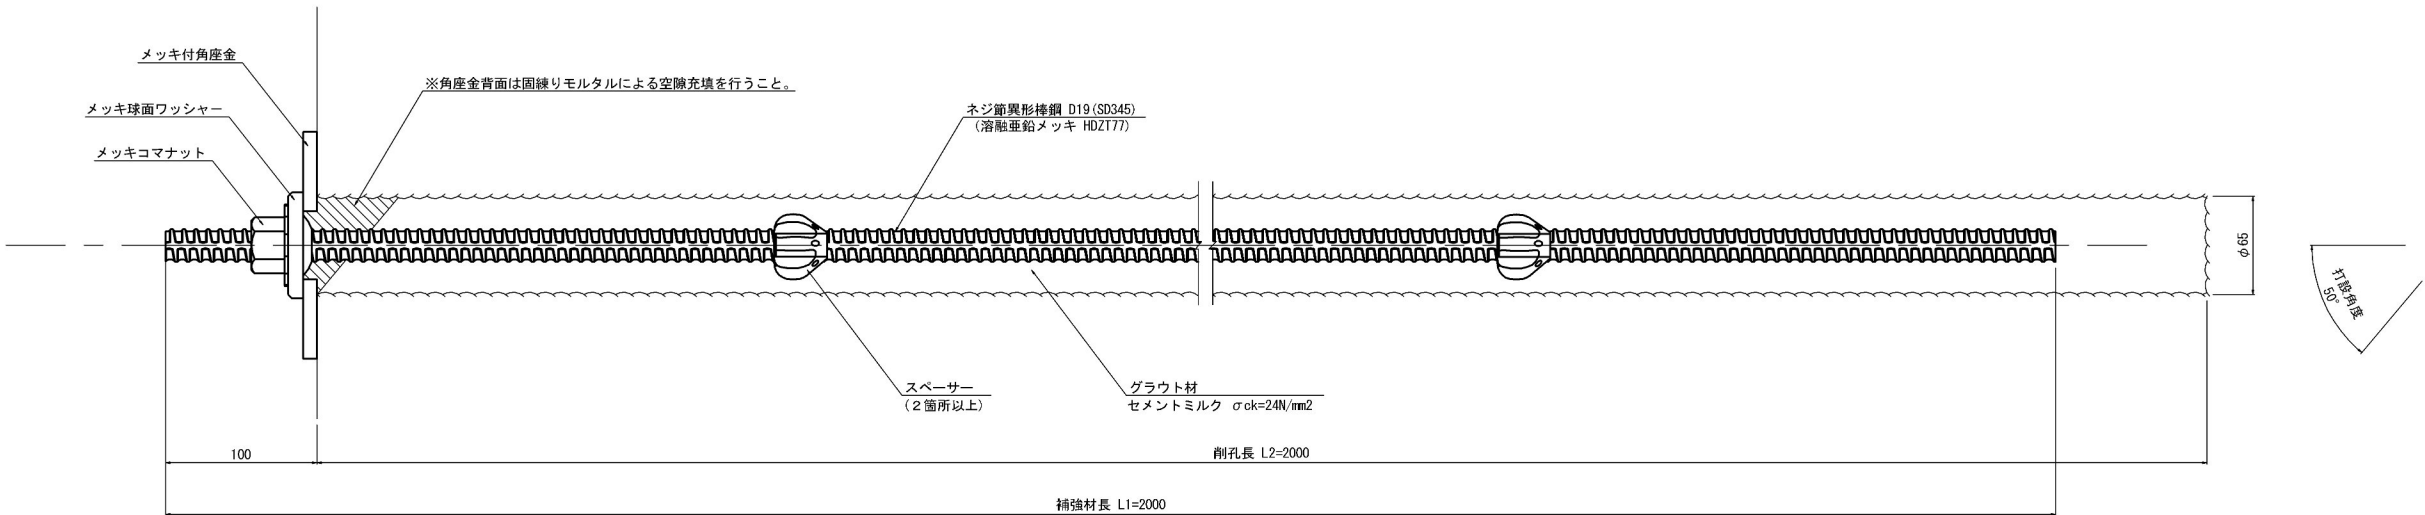 メッキ付角座金
※角座金背面は固練りモルタルによる空隙充填を行うこと。
メッキ球面ワッシャー
ネジ節異形棒鋼 D19(SD345)
(溶融亜鉛メッキ HDZT77)
メッキコマナット
φ65
打設角度
50°
スペーサー
(２箇所以上)
グラウト材
セメントミルク σck=24N/mm2
100
削孔長 L2=2000
補強材長 L1=2000